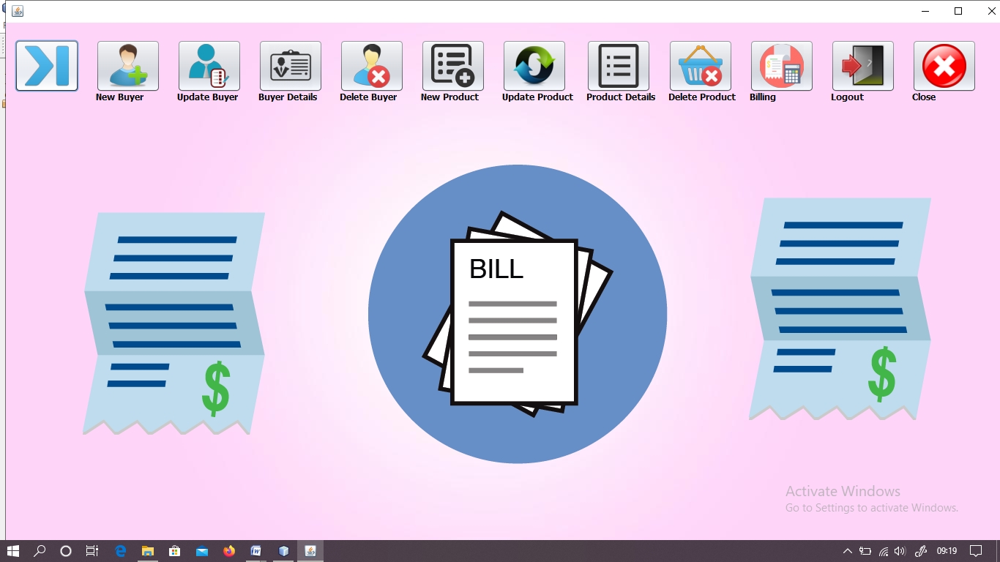 New Buyer
Update Buyer
Buyer Details
Delete Buyer
New Product
Update Product
Product Details
Delete Product
Billing
Logout
Close
BILL
$
$
Activate Windows
Go to Settings to activate Windows.
09:19